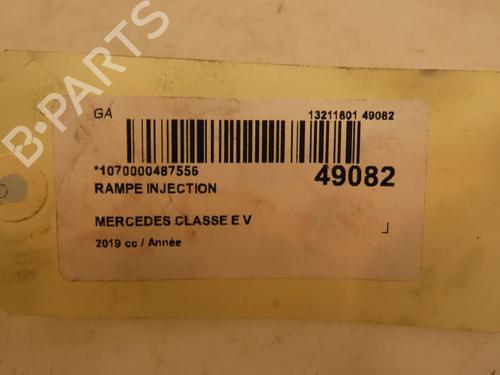 B-PARTS
GA
13211801 49082
*1070000487556
49082
RAMPE INJECTION
MERCEDES CLASSE E V
2019 cc / Année